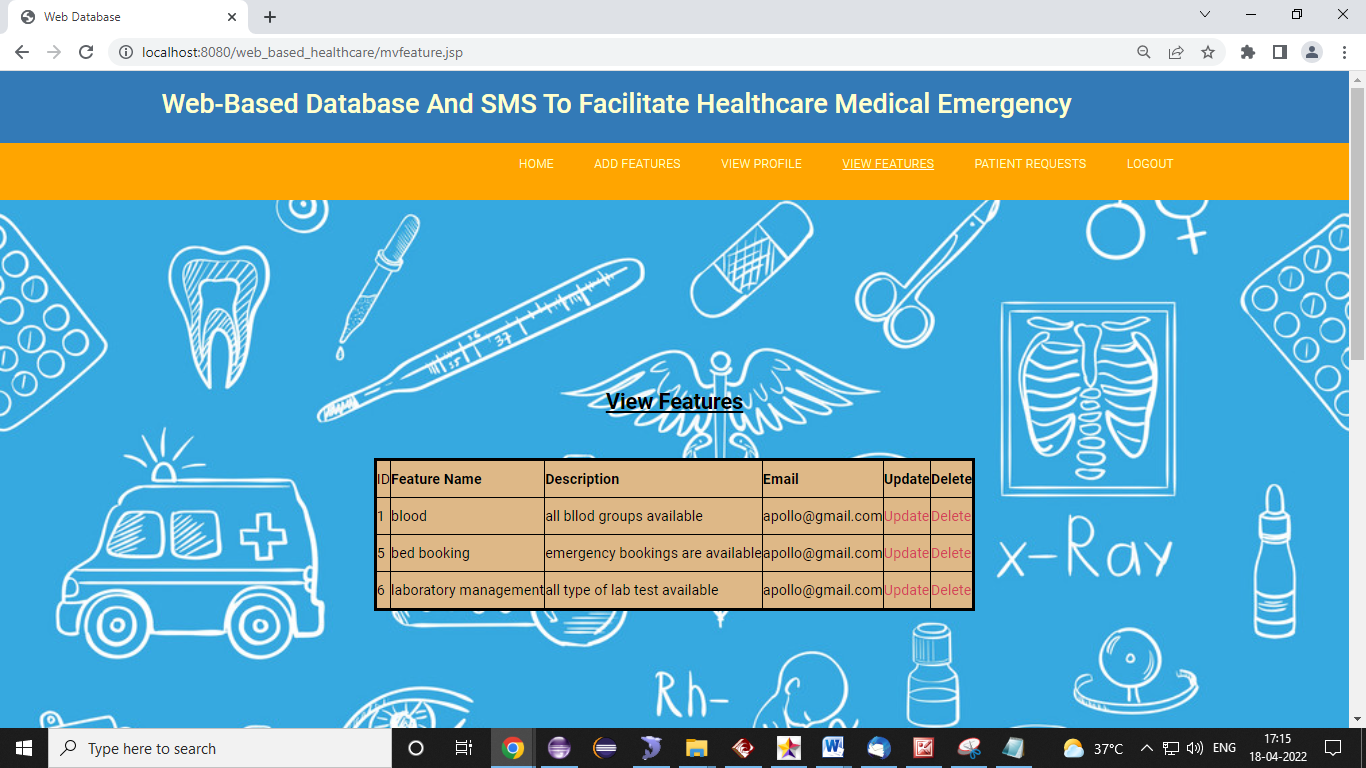 Web Database
localhost:8080/web_based_healthcare/mvfeature.jsp
Web-Based Database And SMS To Facilitate Healthcare Medical Emergency
HOME ADD FEATURES VIEW PROFILE VIEW FEATURES PATIENT REQUESTS LOGOUT
36
37
35
View Features
ID Feature Name Description Email Update Delete
1 blood all bllod groups available apollo@gmail.com Update Delete
5 bed booking emergency bookings are available apollo@gmail.com Update Delete
6 laboratory management all type of lab test available apollo@gmail.com Update Delete
x-Ray
Rh-
Type here to search
37°C
ENG
17:15
18-04-2022